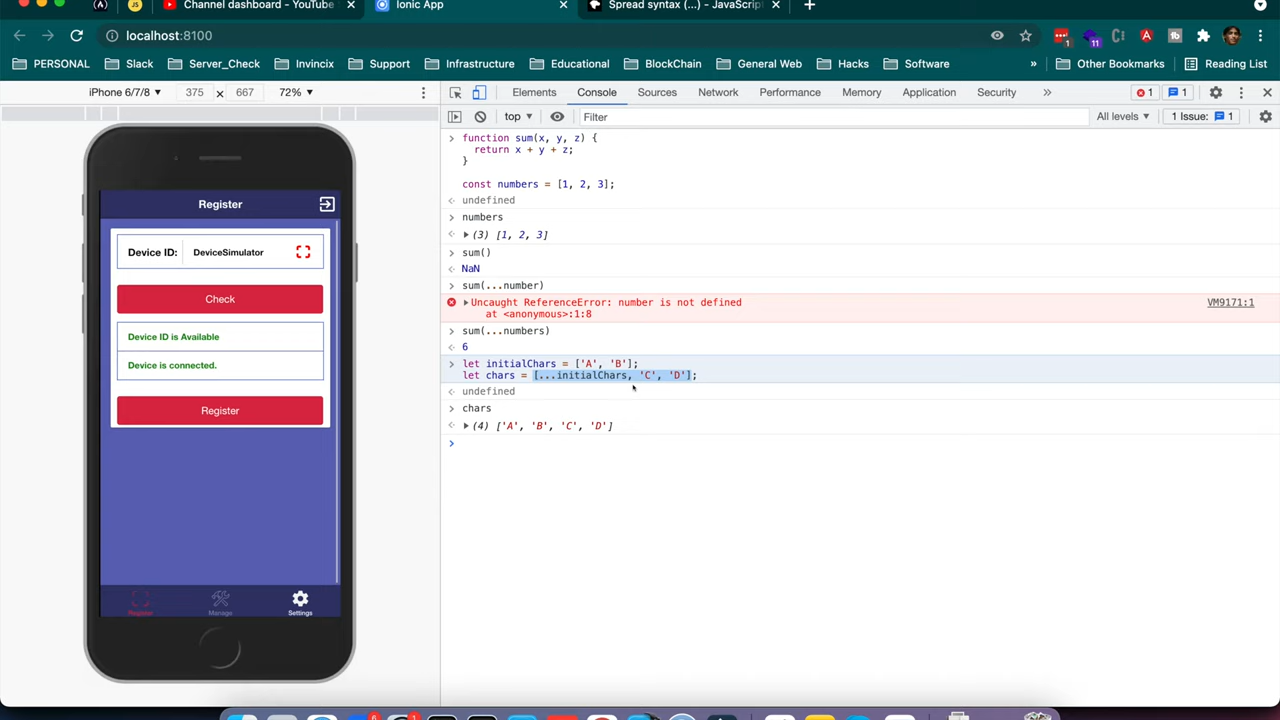 JS
Channel dashboard - YouTube
Ionic App
Spread syntax (...) - JavaScript
localhost:8100
PERSONAL
Slack
Server_Check
Invincix
Support
Infrastructure
Educational
BlockChain
General Web
Hacks
Software
»
Other Bookmarks
Reading List
iPhone 6/7/8 ▼
375 × 667
72% ▼
Elements
Console
Sources
Network
Performance
Memory
Application
Security
»
1
1
top ▼
Filter
All levels ▼
1 Issue: 1
function sum(x, y, z) {
return x + y + z;
}
const numbers = [1, 2, 3];
undefined
numbers
(3) [1, 2, 3]
sum()
NaN
sum(...number)
Uncaught ReferenceError: number is not defined
at <anonymous>:1:8
VM9171:1
sum(...numbers)
6
let initialChars = ['A', 'B'];
let chars = [...initialChars, 'C', 'D'];
undefined
chars
(4) ['A', 'B', 'C', 'D']
Register
Device ID: DeviceSimulator
Check
Device ID is Available
Device is connected.
Register
Register
Manage
Settings